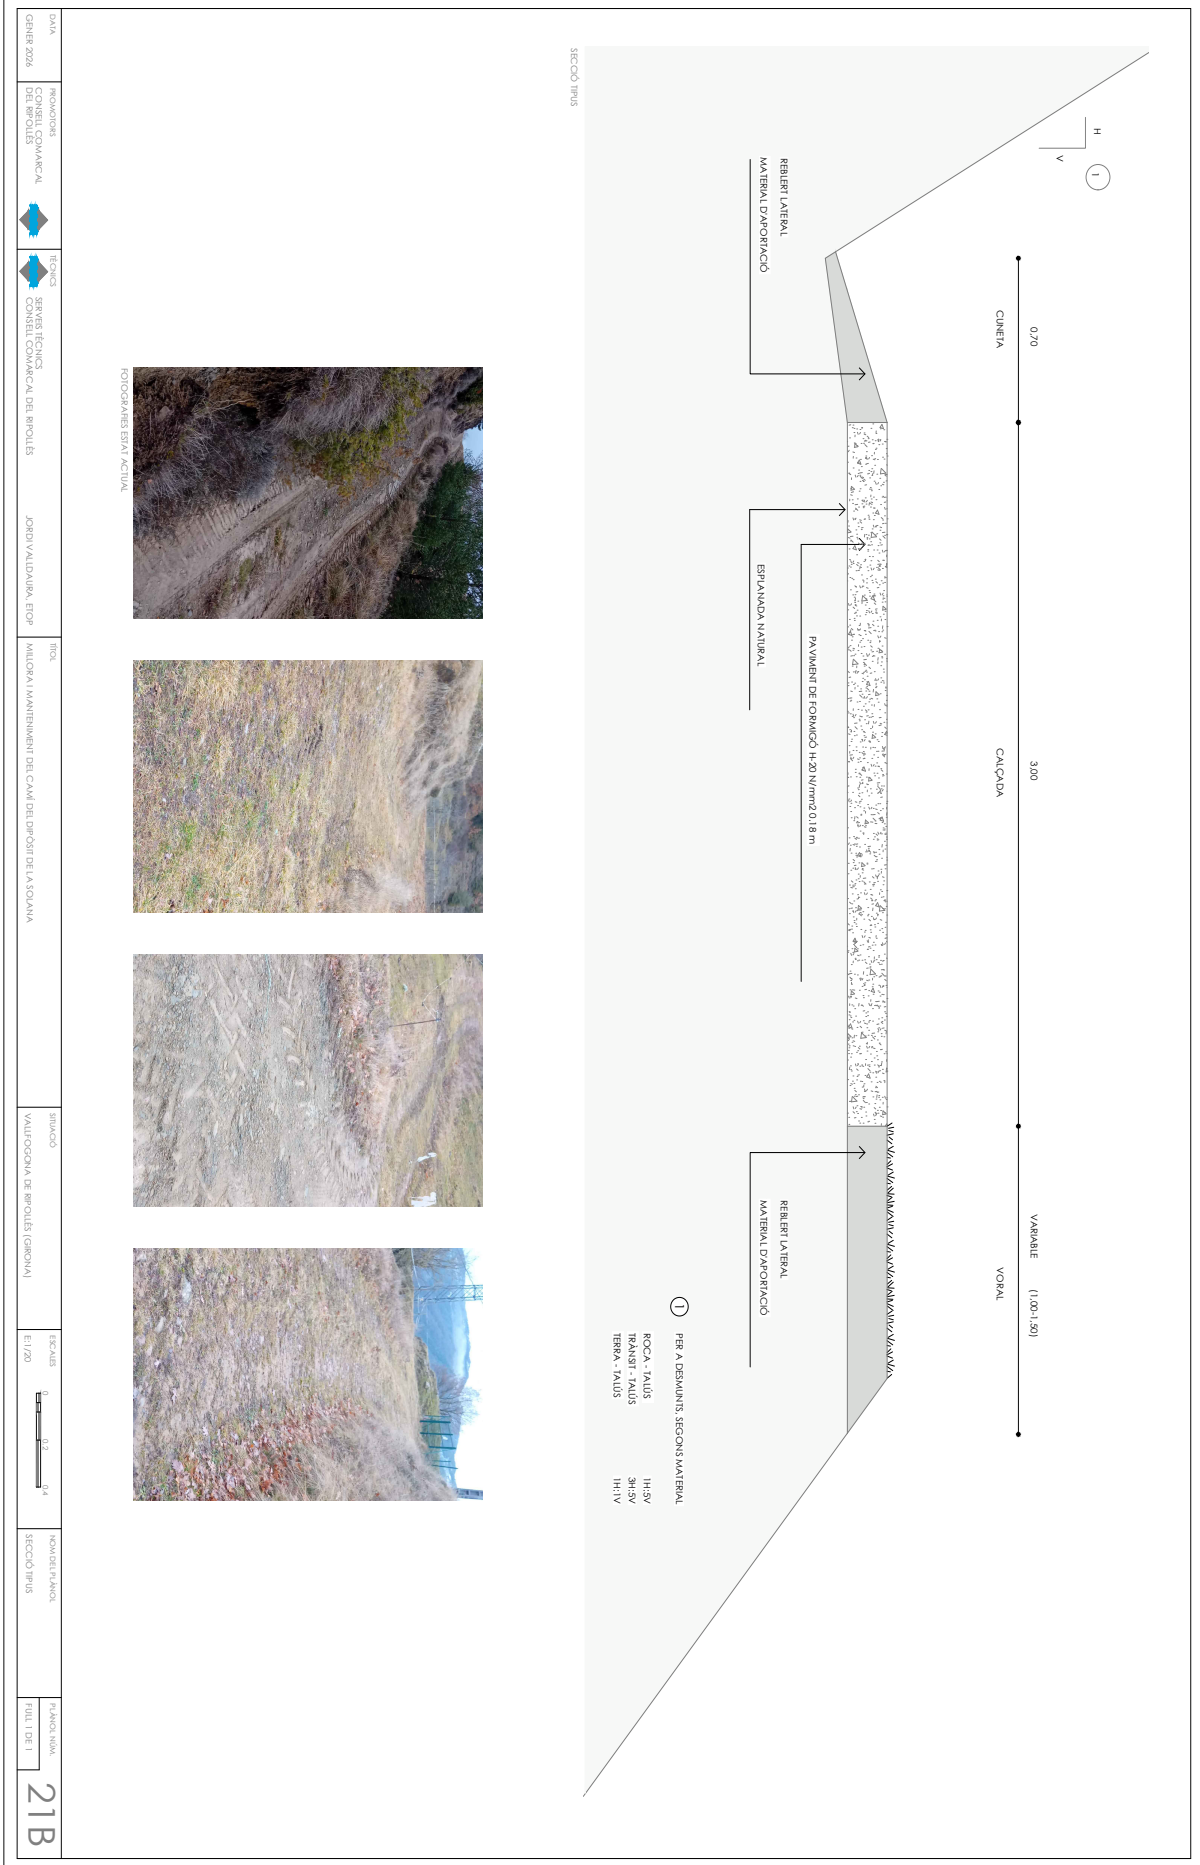 H
V
1
0,70
CUNETA
3,00
CALÇADA
VARIABLE (1,00-1,50)
VORAL
REBLERT LATERAL
MATERIAL D'APORTACIÓ
ESPLANADA NATURAL
PAVIMENT DE FORMIGÓ H-20 N/mm2 0,18 m
REBLERT LATERAL
MATERIAL D'APORTACIÓ
1 PER A DESMUNTS, SEGONS MATERIAL
ROCA - TALÚS 1H:5V
TRÀNSIT - TALÚS 3H:5V
TERRA - TALÚS 1H:1V
SECCIÓ TIPUS
FOTOGRAFIES ESTAT ACTUAL
DATA
GENER 2026
PROMOTORS
CONSELL COMARCAL
DEL RIPOLLÈS
TÈCNICS
SERVEIS TÈCNICS
CONSELL COMARCAL DEL RIPOLLÈS
JORDI VALLDAURA, ETOP
TÍTOL
MILLORA I MANTENIMENT DEL CAMÍ DEL DIPÒSIT DE LA SOLANA
SITUACIÓ
VALLFOGONA DE RIPOLLÈS (GIRONA)
ESCALES
E:1/20
0 0.2 0.4
NOM DEL PLÀNOL
SECCIÓ TIPUS
PLÀNOL NÚM.
FULL 1 DE 1
21B